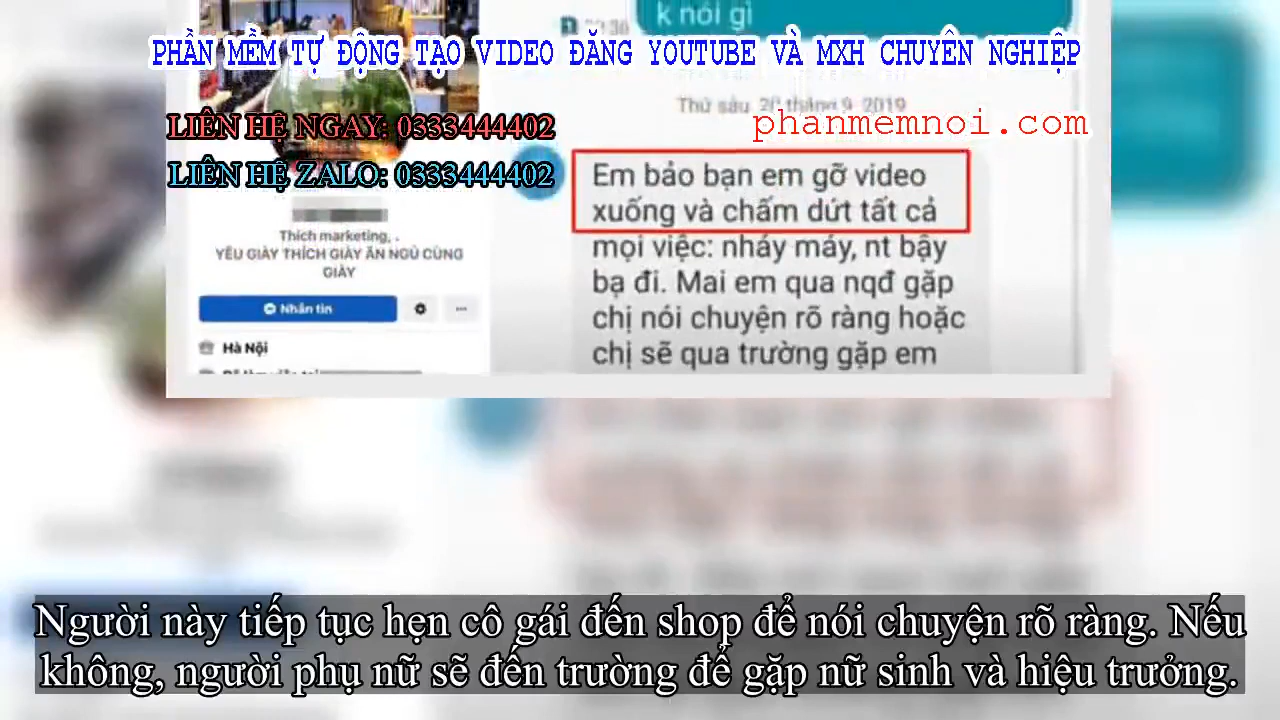 k nói gì
PHẦN MỀM TỰ ĐỘNG TẠO VIDEO ĐĂNG YOUTUBE VÀ MXH CHUYÊN NGHIỆP
Thứ sáu, 20 tháng 9, 2019
LIÊN HỆ NGAY: 0333444402
phanmemnoi.com
LIÊN HỆ ZALO: 0333444402
Em bảo bạn em gỡ video
xuống và chấm dứt tất cả
mọi việc: nháy máy, nt bậy
bạ đi. Mai em qua nqđ gặp
chị nói chuyện rõ ràng hoặc
chị sẽ qua trường gặp em
Thích marketing, .
YÊU GIÀY THÍCH GIÀY ĂN NGỦ CÙNG
GIÀY
Nhắn tin
Hà Nội
Người này tiếp tục hẹn cô gái đến shop để nói chuyện rõ ràng. Nếu
không, người phụ nữ sẽ đến trường để gặp nữ sinh và hiệu trưởng.